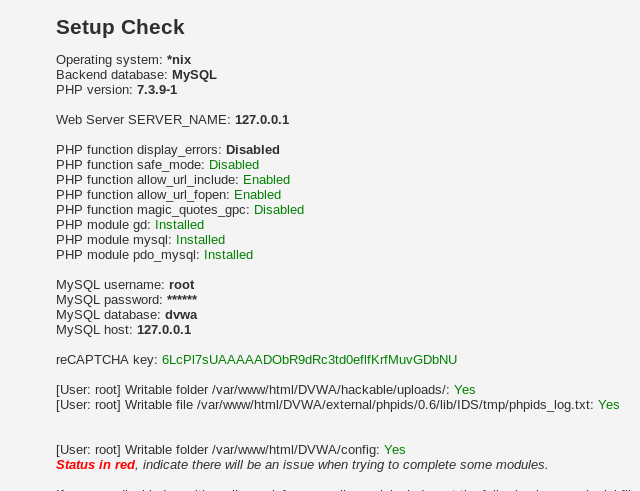 Setup Check
Operating system: *nix
Backend database: MySQL
PHP version: 7.3.9-1
Web Server SERVER_NAME: 127.0.0.1
PHP function display_errors: Disabled
PHP function safe_mode: Disabled
PHP function allow_url_include: Enabled
PHP function allow_url_fopen: Enabled
PHP function magic_quotes_gpc: Disabled
PHP module gd: Installed
PHP module mysql: Installed
PHP module pdo_mysql: Installed
MySQL username: root
MySQL password: ******
MySQL database: dvwa
MySQL host: 127.0.0.1
reCAPTCHA key: 6LcPl7sUAAAAADObR9dRc3td0efIfKrfMuvGDbNU
[User: root] Writable folder /var/www/html/DVWA/hackable/uploads/: Yes
[User: root] Writable file /var/www/html/DVWA/external/phpids/0.6/lib/IDS/tmp/phpids_log.txt: Yes
[User: root] Writable folder /var/www/html/DVWA/config: Yes
Status in red, indicate there will be an issue when trying to complete some modules.